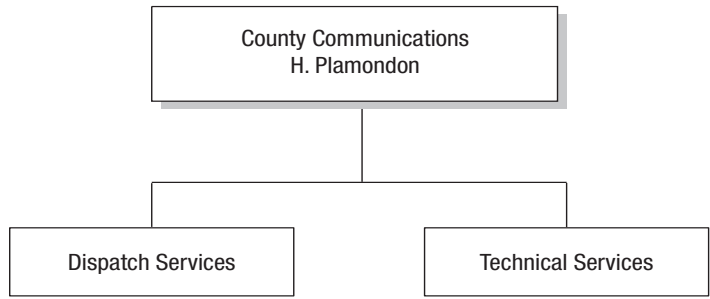 County Communications
H. Plamondon
Dispatch Services
Technical Services